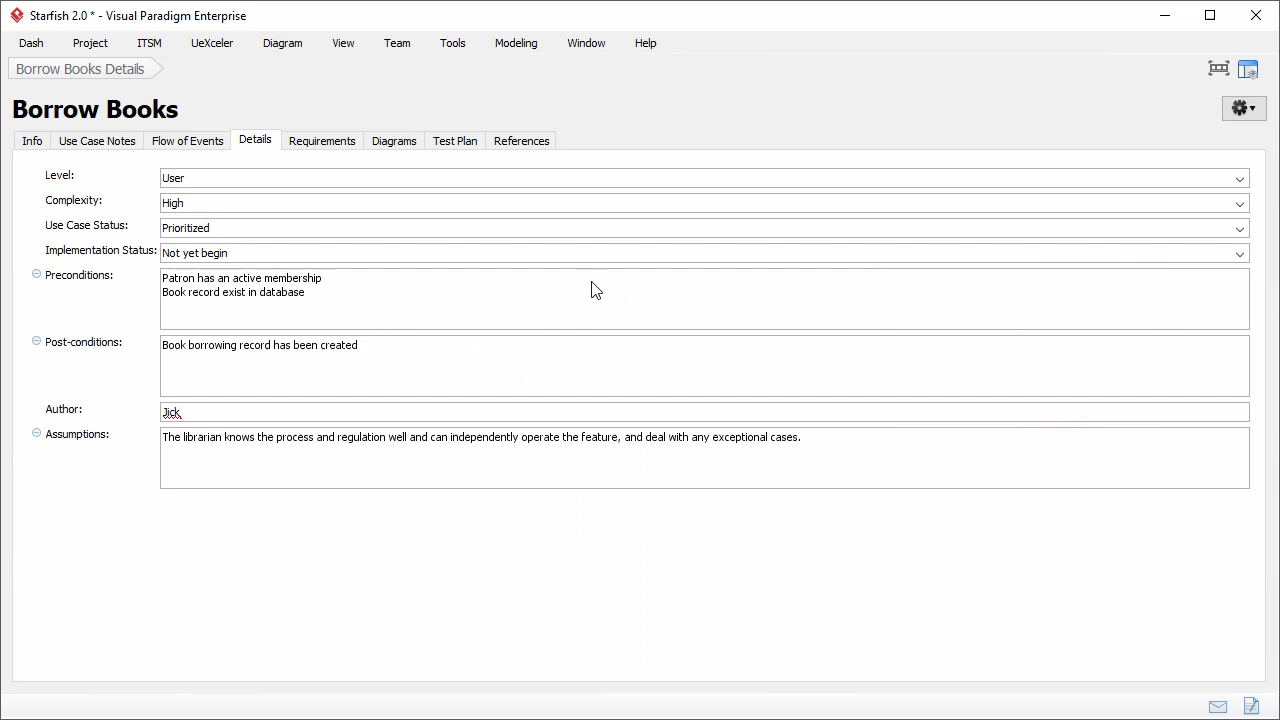 Starfish 2.0 * - Visual Paradigm Enterprise
Dash Project ITSM UeXceler Diagram View Team Tools Modeling Window Help
Borrow Books Details
Borrow Books
Info Use Case Notes Flow of Events Details Requirements Diagrams Test Plan References
Level: User
Complexity: High
Use Case Status: Prioritized
Implementation Status: Not yet begin
Preconditions: Patron has an active membership
Book record exist in database
Post-conditions: Book borrowing record has been created
Author: Jick
Assumptions: The librarian knows the process and regulation well and can independently operate the feature, and deal with any exceptional cases.